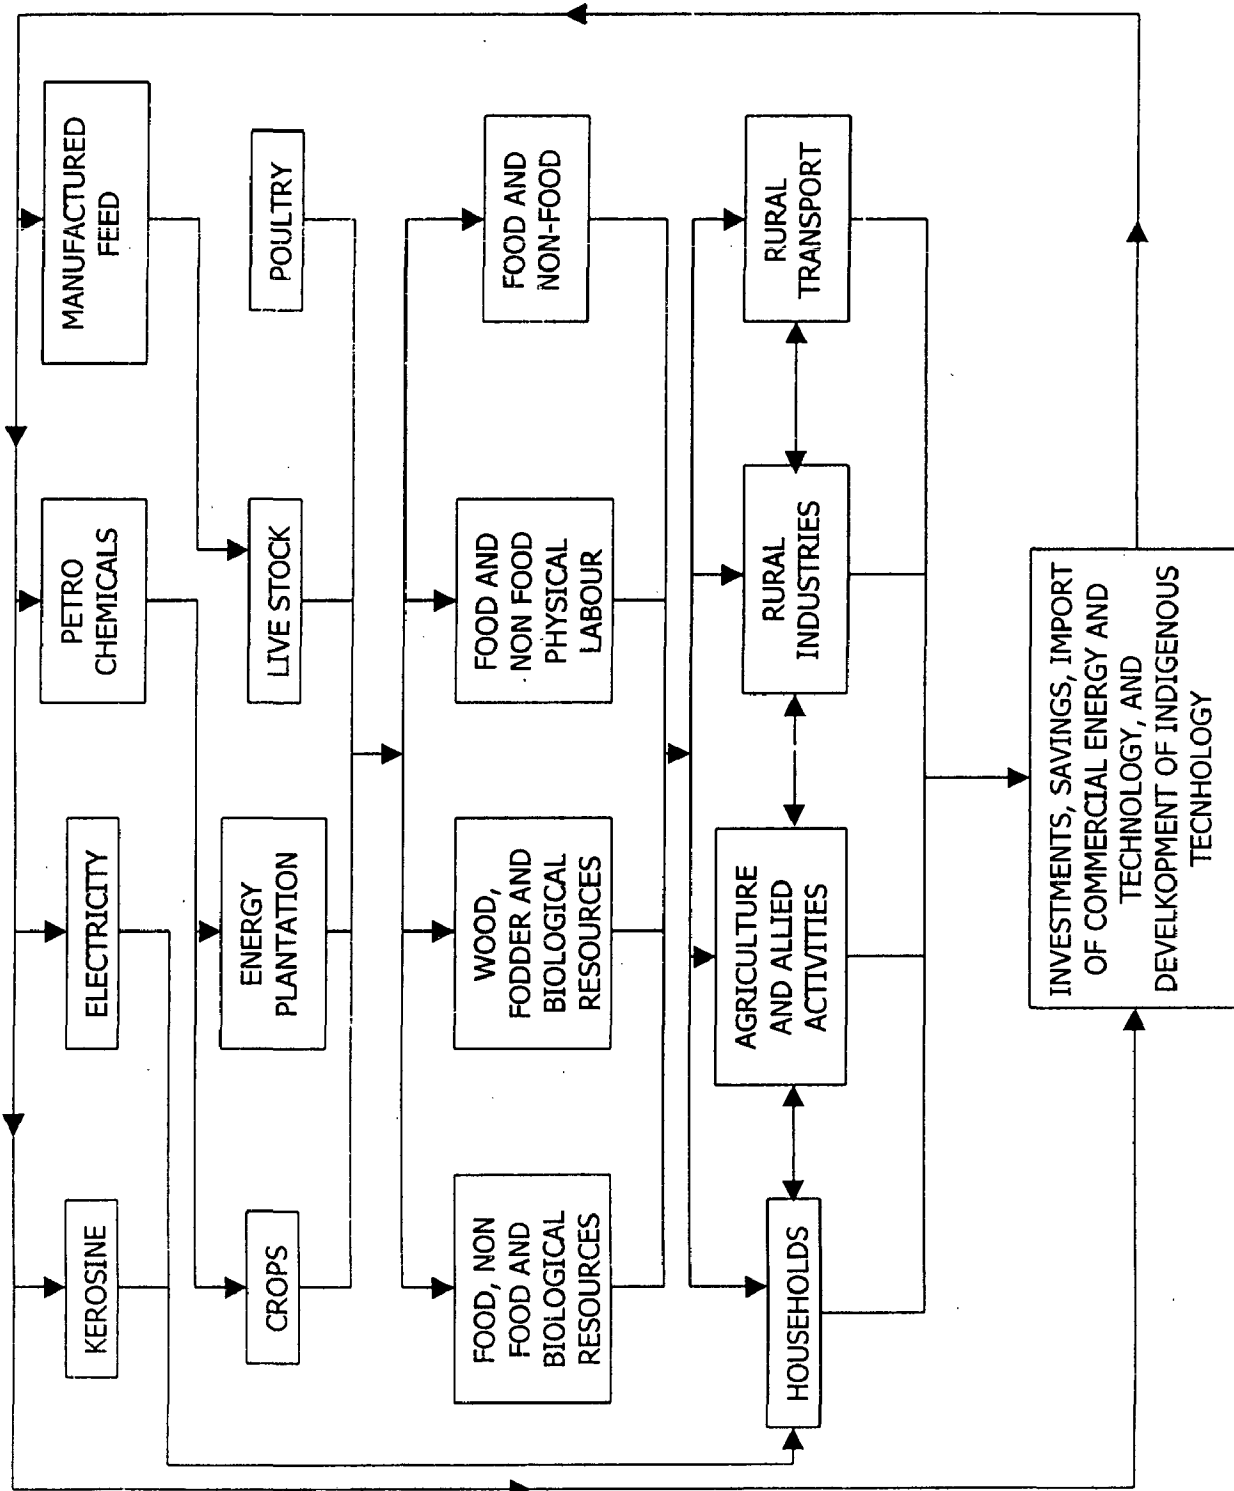 KEROSINE
ELECTRICITY
PETRO
CHEMICALS
MANUFACTURED
FEED
CROPS
ENERGY
PLANTATION
LIVE STOCK
POULTRY
FOOD, NON
FOOD AND
BIOLOGICAL
RESOURCES
WOOD,
FODDER AND
BIOLOGICAL
RESOURCES
FOOD AND
NON FOOD
PHYSICAL
LABOUR
FOOD AND
NON-FOOD
HOUSEHOLDS
AGRICULTURE
AND ALLIED
ACTIVITIES
RURAL
INDUSTRIES
RURAL
TRANSPORT
INVESTMENTS, SAVINGS, IMPORT
OF COMMERCIAL ENERGY AND
TECHNOLOGY, AND
DEVELKOPMENT OF INDIGENOUS
TECNHOLOGY